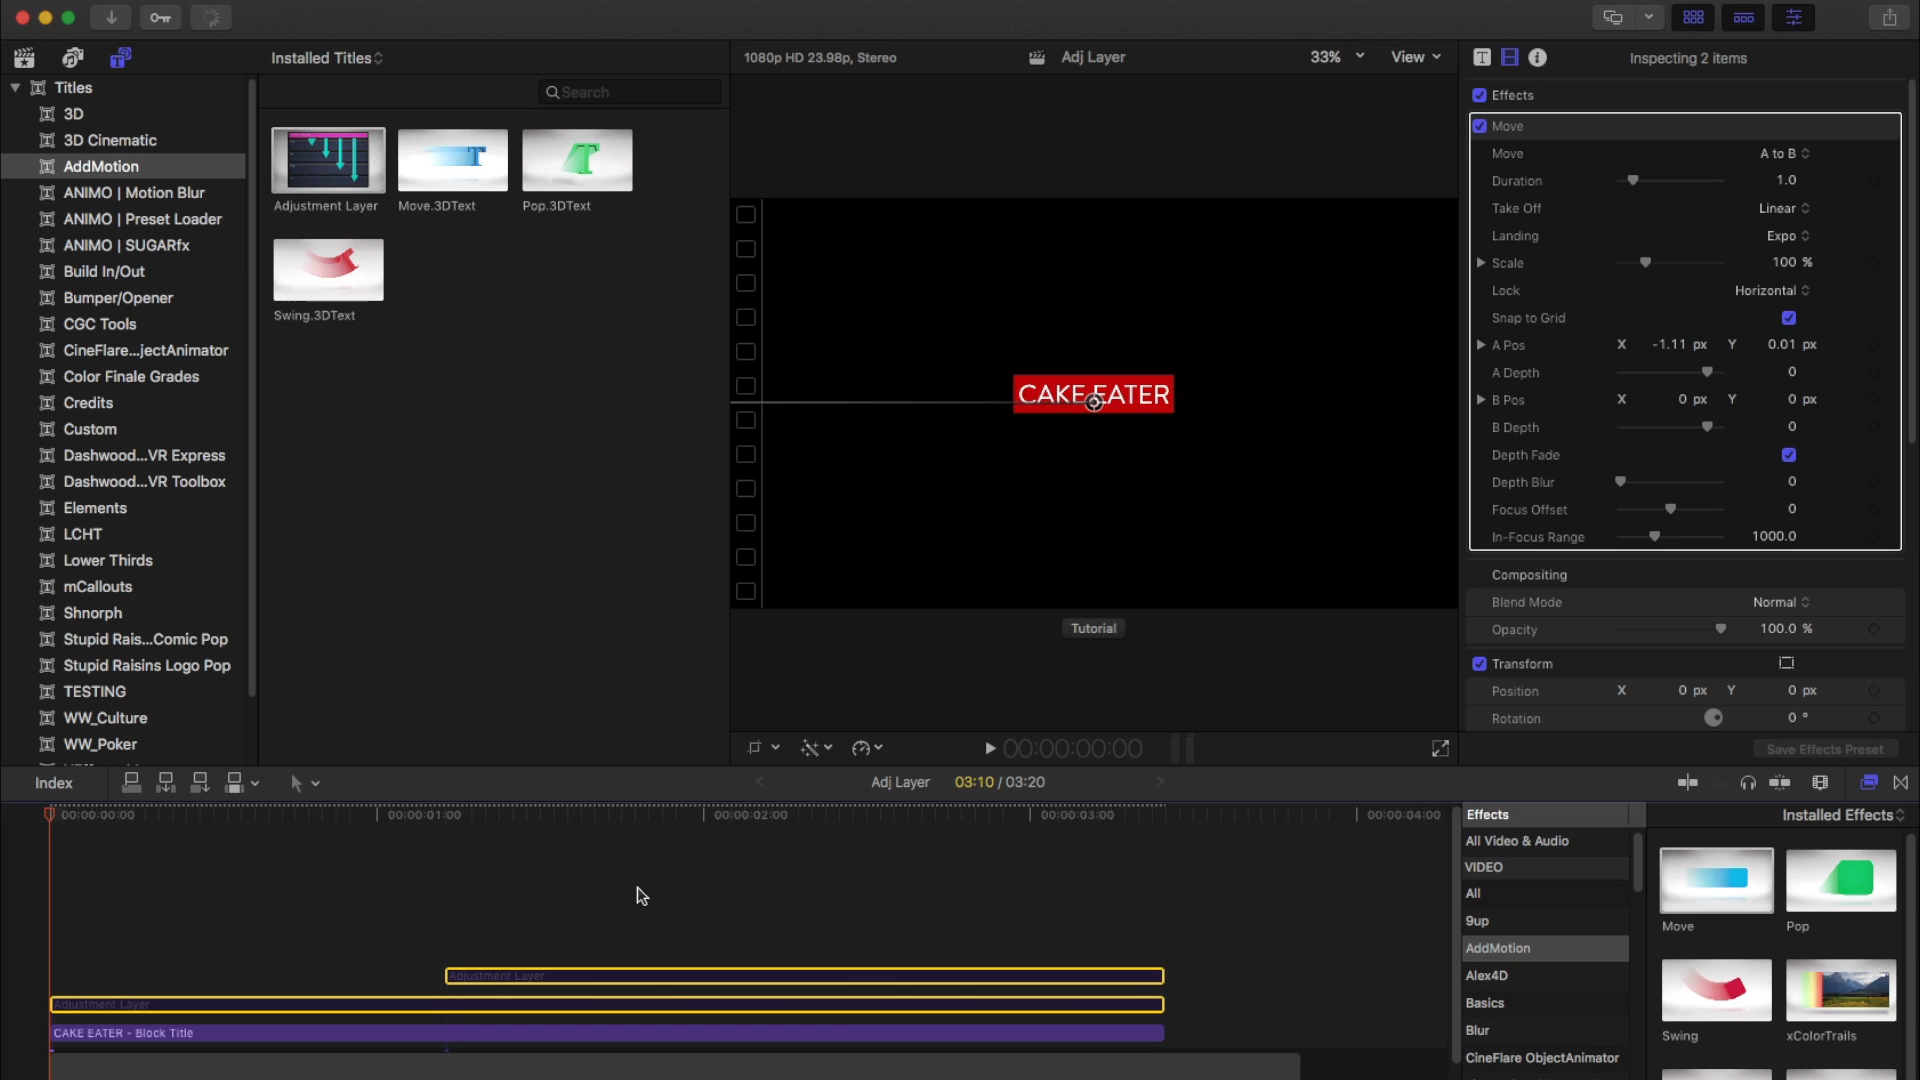 Installed Titles
1080p HD 23.98p, Stereo
Adj Layer
33%
View
Inspecting 2 items
Titles
3D
3D Cinematic
AddMotion
ANIMO | Motion Blur
ANIMO | Preset Loader
ANIMO | SUGARfx
Build In/Out
Bumper/Opener
CGC Tools
CineFlare...jectAnimator
Color Finale Grades
Credits
Custom
Dashwood...VR Express
Dashwood...VR Toolbox
Elements
LCHT
Lower Thirds
mCallouts
Shnorph
Stupid Rais...Comic Pop
Stupid Raisins Logo Pop
TESTING
WW_Culture
WW_Poker
Search
Adjustment Layer
Move.3DText
Pop.3DText
Swing.3DText
CAKE EATER
Tutorial
00:00:00:00
Effects
Move
Move A to B
Duration 1.0
Take Off Linear
Landing Expo
Scale 100 %
Lock Horizontal
Snap to Grid
A Pos X -1.11 px Y 0.01 px
A Depth 0
B Pos X 0 px Y 0 px
B Depth 0
Depth Fade
Depth Blur 0
Focus Offset 0
In-Focus Range 1000.0
Compositing
Blend Mode Normal
Opacity 100.0 %
Transform
Position X 0 px Y 0 px
Rotation 0 °
Save Effects Preset
Index
Adj Layer 03:10 / 03:20
00:00:00:00
00:00:01:00
00:00:02:00
00:00:03:00
00:00:04:00
Adjustment Layer
Adjustment Layer
CAKE EATER - Block Title
Effects
Installed Effects
All Video & Audio
VIDEO
All
9up
AddMotion
Alex4D
Basics
Blur
CineFlare ObjectAnimator
Move
Pop
Swing
xColorTrails